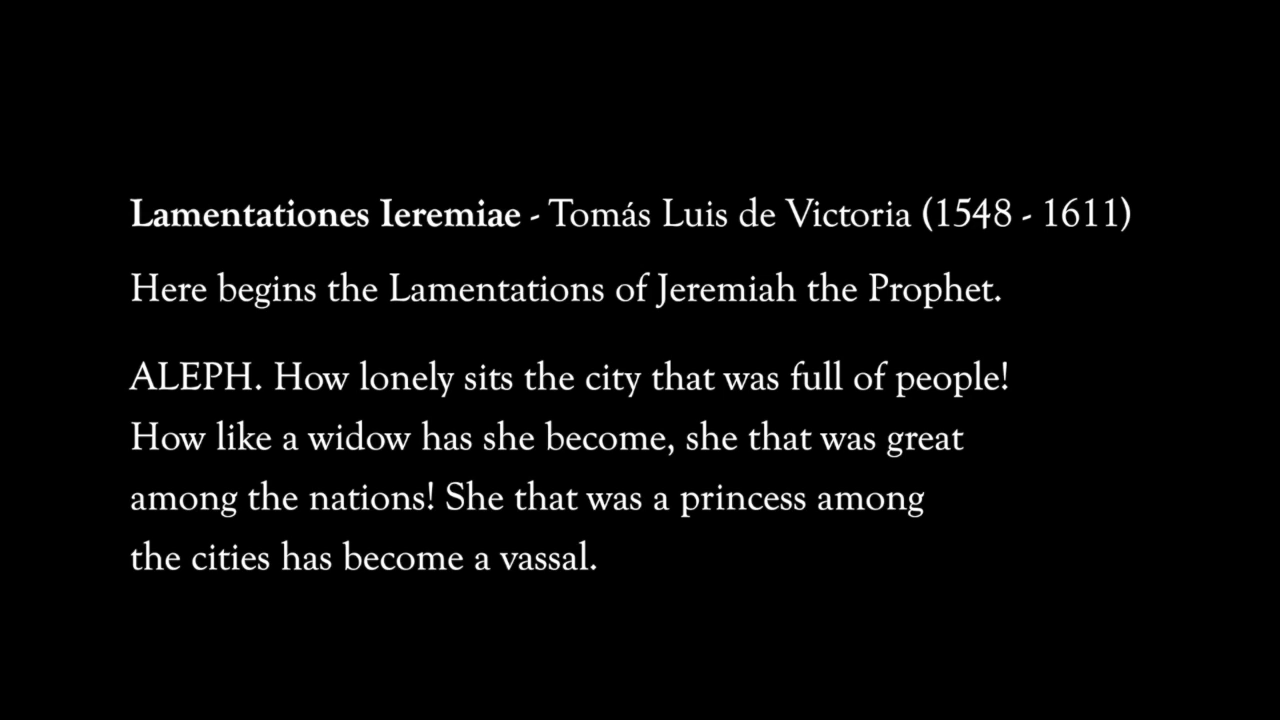 Lamentationes Ieremiae - Tomás Luis de Victoria (1548 - 1611)
Here begins the Lamentations of Jeremiah the Prophet.
ALEPH. How lonely sits the city that was full of people!
How like a widow has she become, she that was great
among the nations! She that was a princess among
the cities has become a vassal.